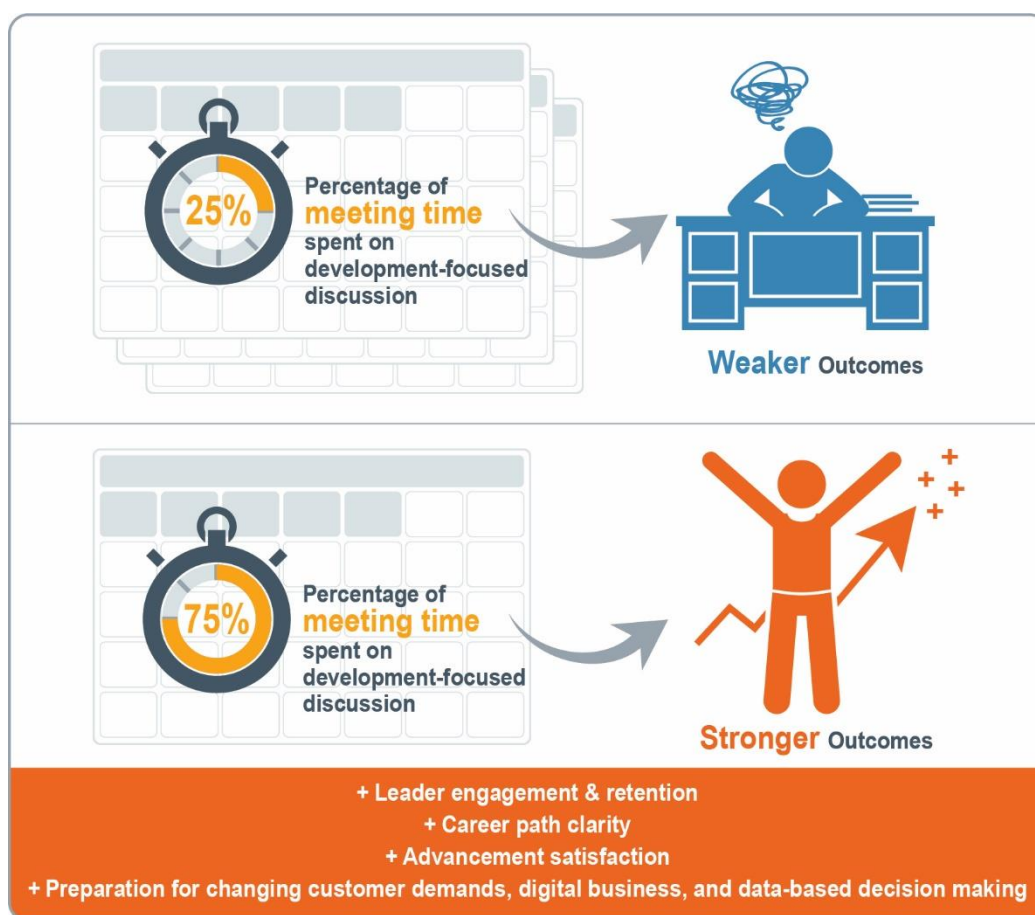 25%
Percentage of
meeting time
spent on
development-focused
discussion
Weaker Outcomes
75%
Percentage of
meeting time
spent on
development-focused
discussion
Stronger Outcomes
+ Leader engagement & retention
+ Career path clarity
+ Advancement satisfaction
+ Preparation for changing customer demands, digital business, and data-based decision making